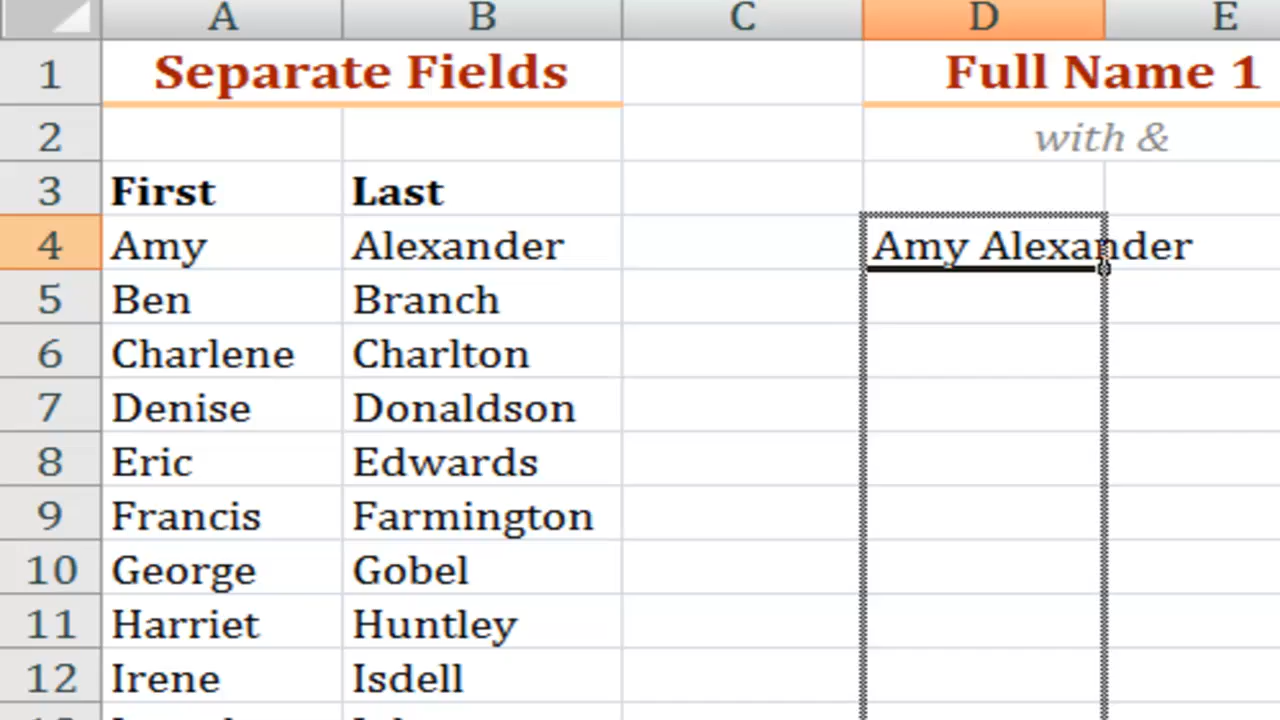 A B C D E
1 Separate Fields Full Name 1
2 with &
3 First Last
4 Amy Alexander Amy Alexander
5 Ben Branch
6 Charlene Charlton
7 Denise Donaldson
8 Eric Edwards
9 Francis Farmington
10 George Gobel
11 Harriet Huntley
12 Irene Isdell